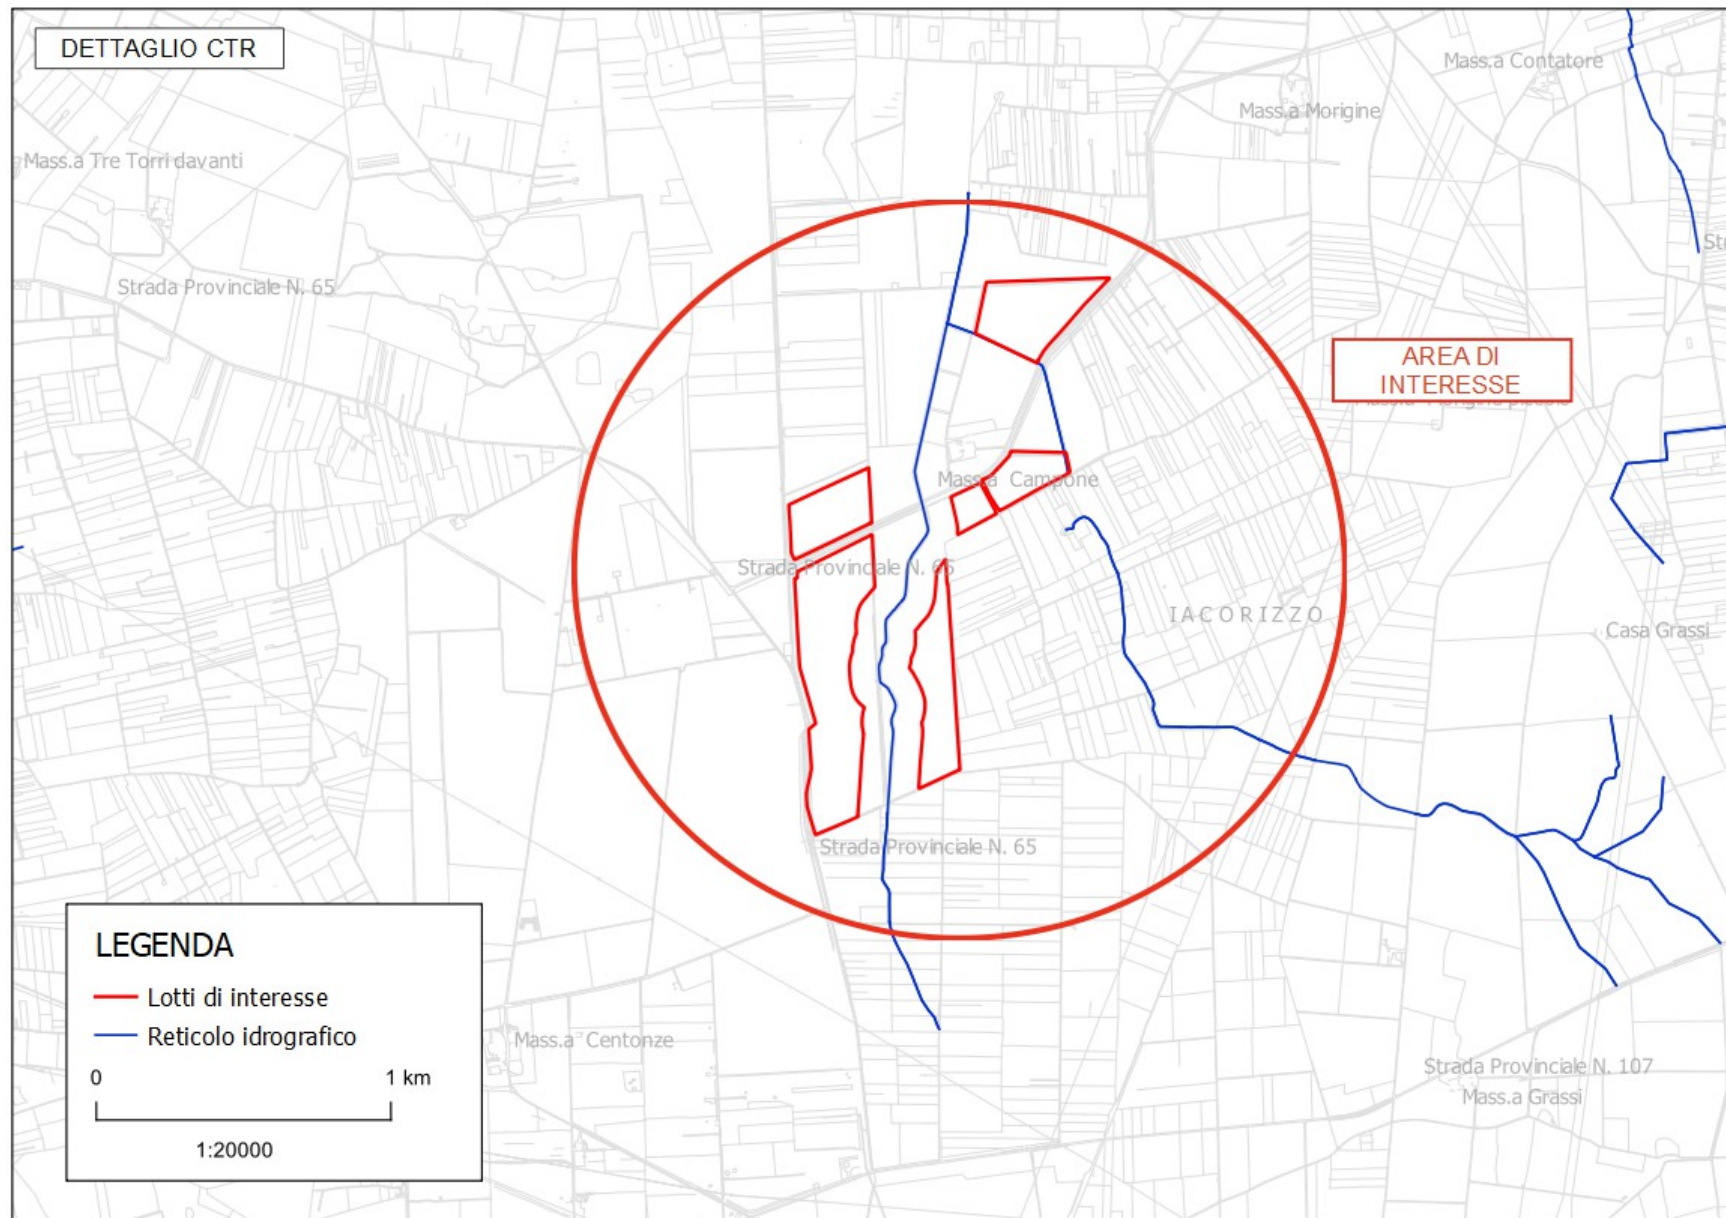 DETTAGLIO CTR
Mass.a Contatore
Mass.a Morigine
Mass.a Tre Torri davanti
Strada Provinciale N. 65
AREA DI
INTERESSE
Mass.a Campone
Strada Provinciale N. 65
IACORIZZO
Casa Grassi
Strada Provinciale N. 65
LEGENDA
Lotti di interesse
Reticolo idrografico
0 1 km
1:20000
Mass.a Centonze
Strada Provinciale N. 107
Mass.a Grassi